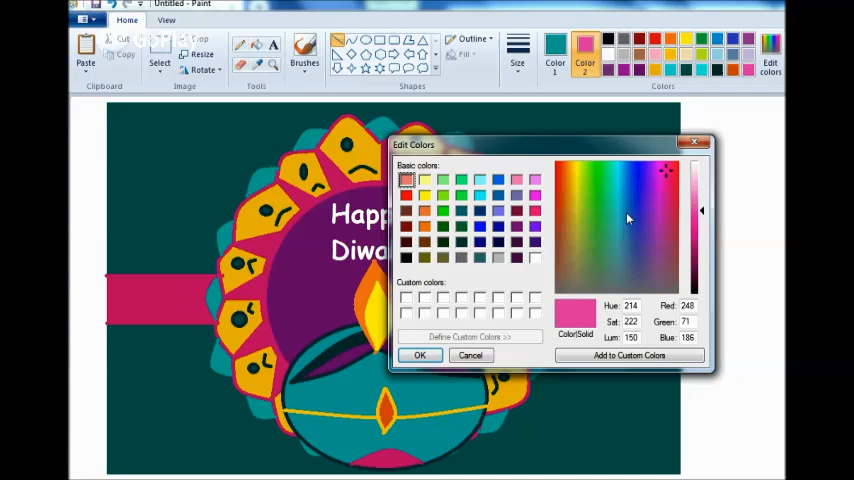 Untitled - Paint
Home View
Paste
Cut
Copy
Clipboard
Select
Crop
Resize
Rotate
Image
A
Tools
Brushes
Outline
Fill
Shapes
Size
Color 1
Color 2
Edit colors
Colors
Happ
Diwa
Edit Colors
Basic colors:
Custom colors:
Define Custom Colors >>
OK Cancel
Color|Solid
Hue: 214 Red: 248
Sat: 222 Green: 71
Lum: 150 Blue: 186
Add to Custom Colors